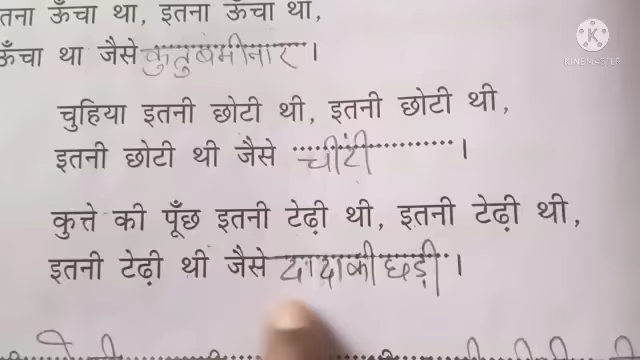 तना ऊँचा था, इतना ऊँचा था,
ऊँचा था जैसे कुतुबमीनार ।
चुहिया इतनी छोटी थी, इतनी छोटी थी,
इतनी छोटी थी जैसे चींटी ।
कुत्ते की पूँछ इतनी टेढ़ी थी, इतनी टेढ़ी थी,
इतनी टेढ़ी थी जैसे दादा की छड़ी ।
K
KINEMASTER